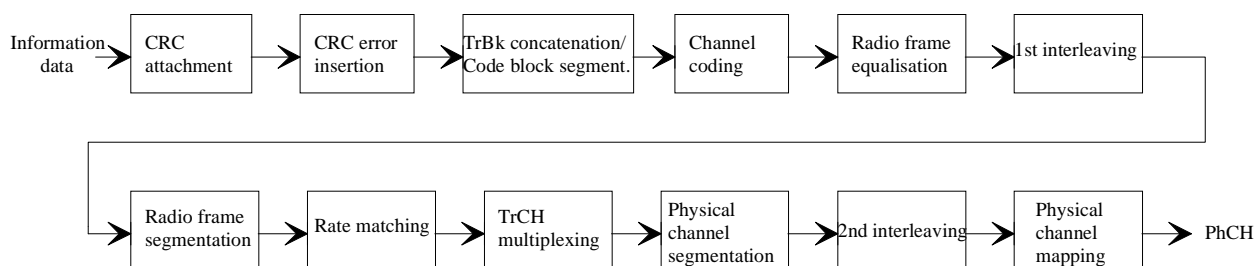 Information
data
CRC
attachment
CRC error
insertion
TrBk concatenation/
Code block segment.
Channel
coding
Radio frame
equalisation
1st interleaving
Radio frame
segmentation
Rate matching
TrCH
multiplexing
Physical
channel
segmentation
2nd interleaving
Physical
channel
mapping
PhCH